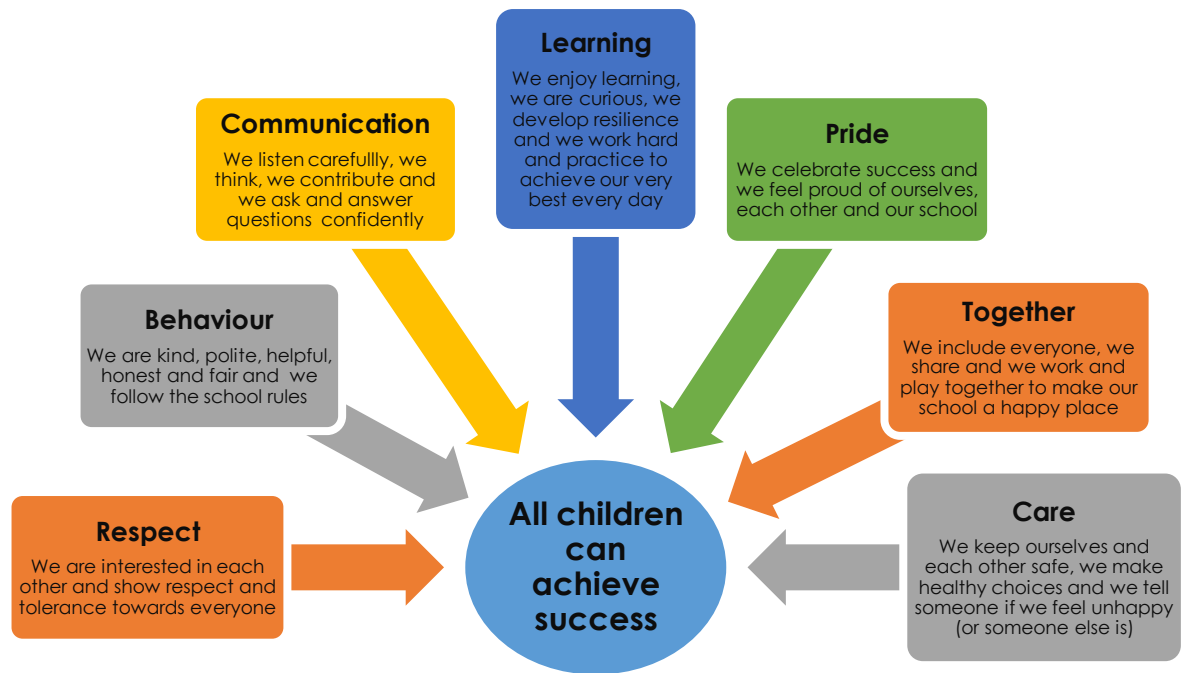 Learning
We enjoy learning,
we are curious, we
develop resilience
and we work hard
and practice to
achieve our very
best every day
Communication
We listen carefullly, we
think, we contribute and
we ask and answer
questions  confidently
Pride
We celebrate success and
we feel proud of ourselves,
each other and our school
Behaviour
We are kind, polite, helpful,
honest and fair and  we
follow the school rules
Together
We include everyone, we
share and we work and
play together to make our
school a happy place
Respect
We are interested in each
other and show respect and
tolerance towards everyone
All children
can
achieve
success
Care
We keep ourselves and
each other safe, we make
healthy choices and we tell
someone if we feel unhappy
(or someone else is)